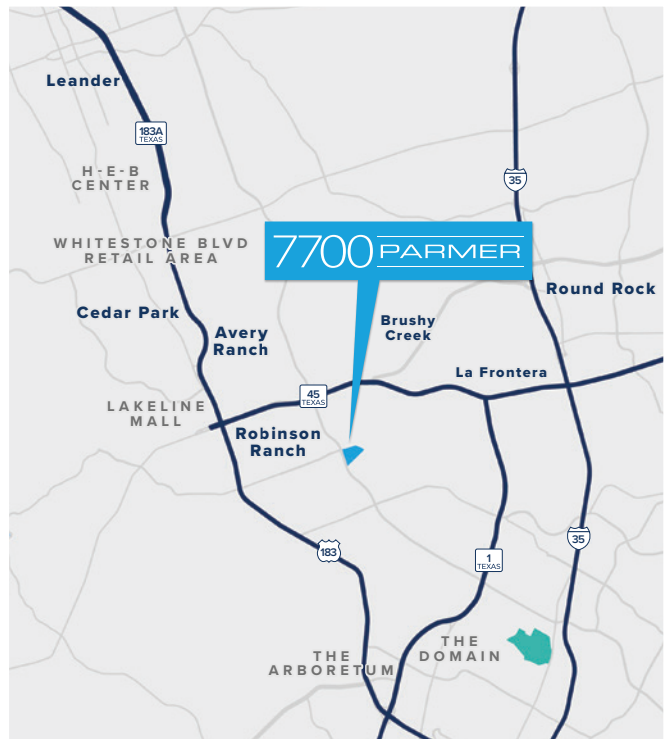 Leander
183A
TEXAS
H-E-B
CENTER
35
WHITESTONE BLVD
RETAIL AREA
7700 PARMER
Round Rock
Cedar Park
Brushy
Creek
Avery
Ranch
La Frontera
45
TEXAS
LAKELINE
MALL
Robinson
Ranch
35
183
1
TEXAS
THE
DOMAIN
THE
ARBORETUM